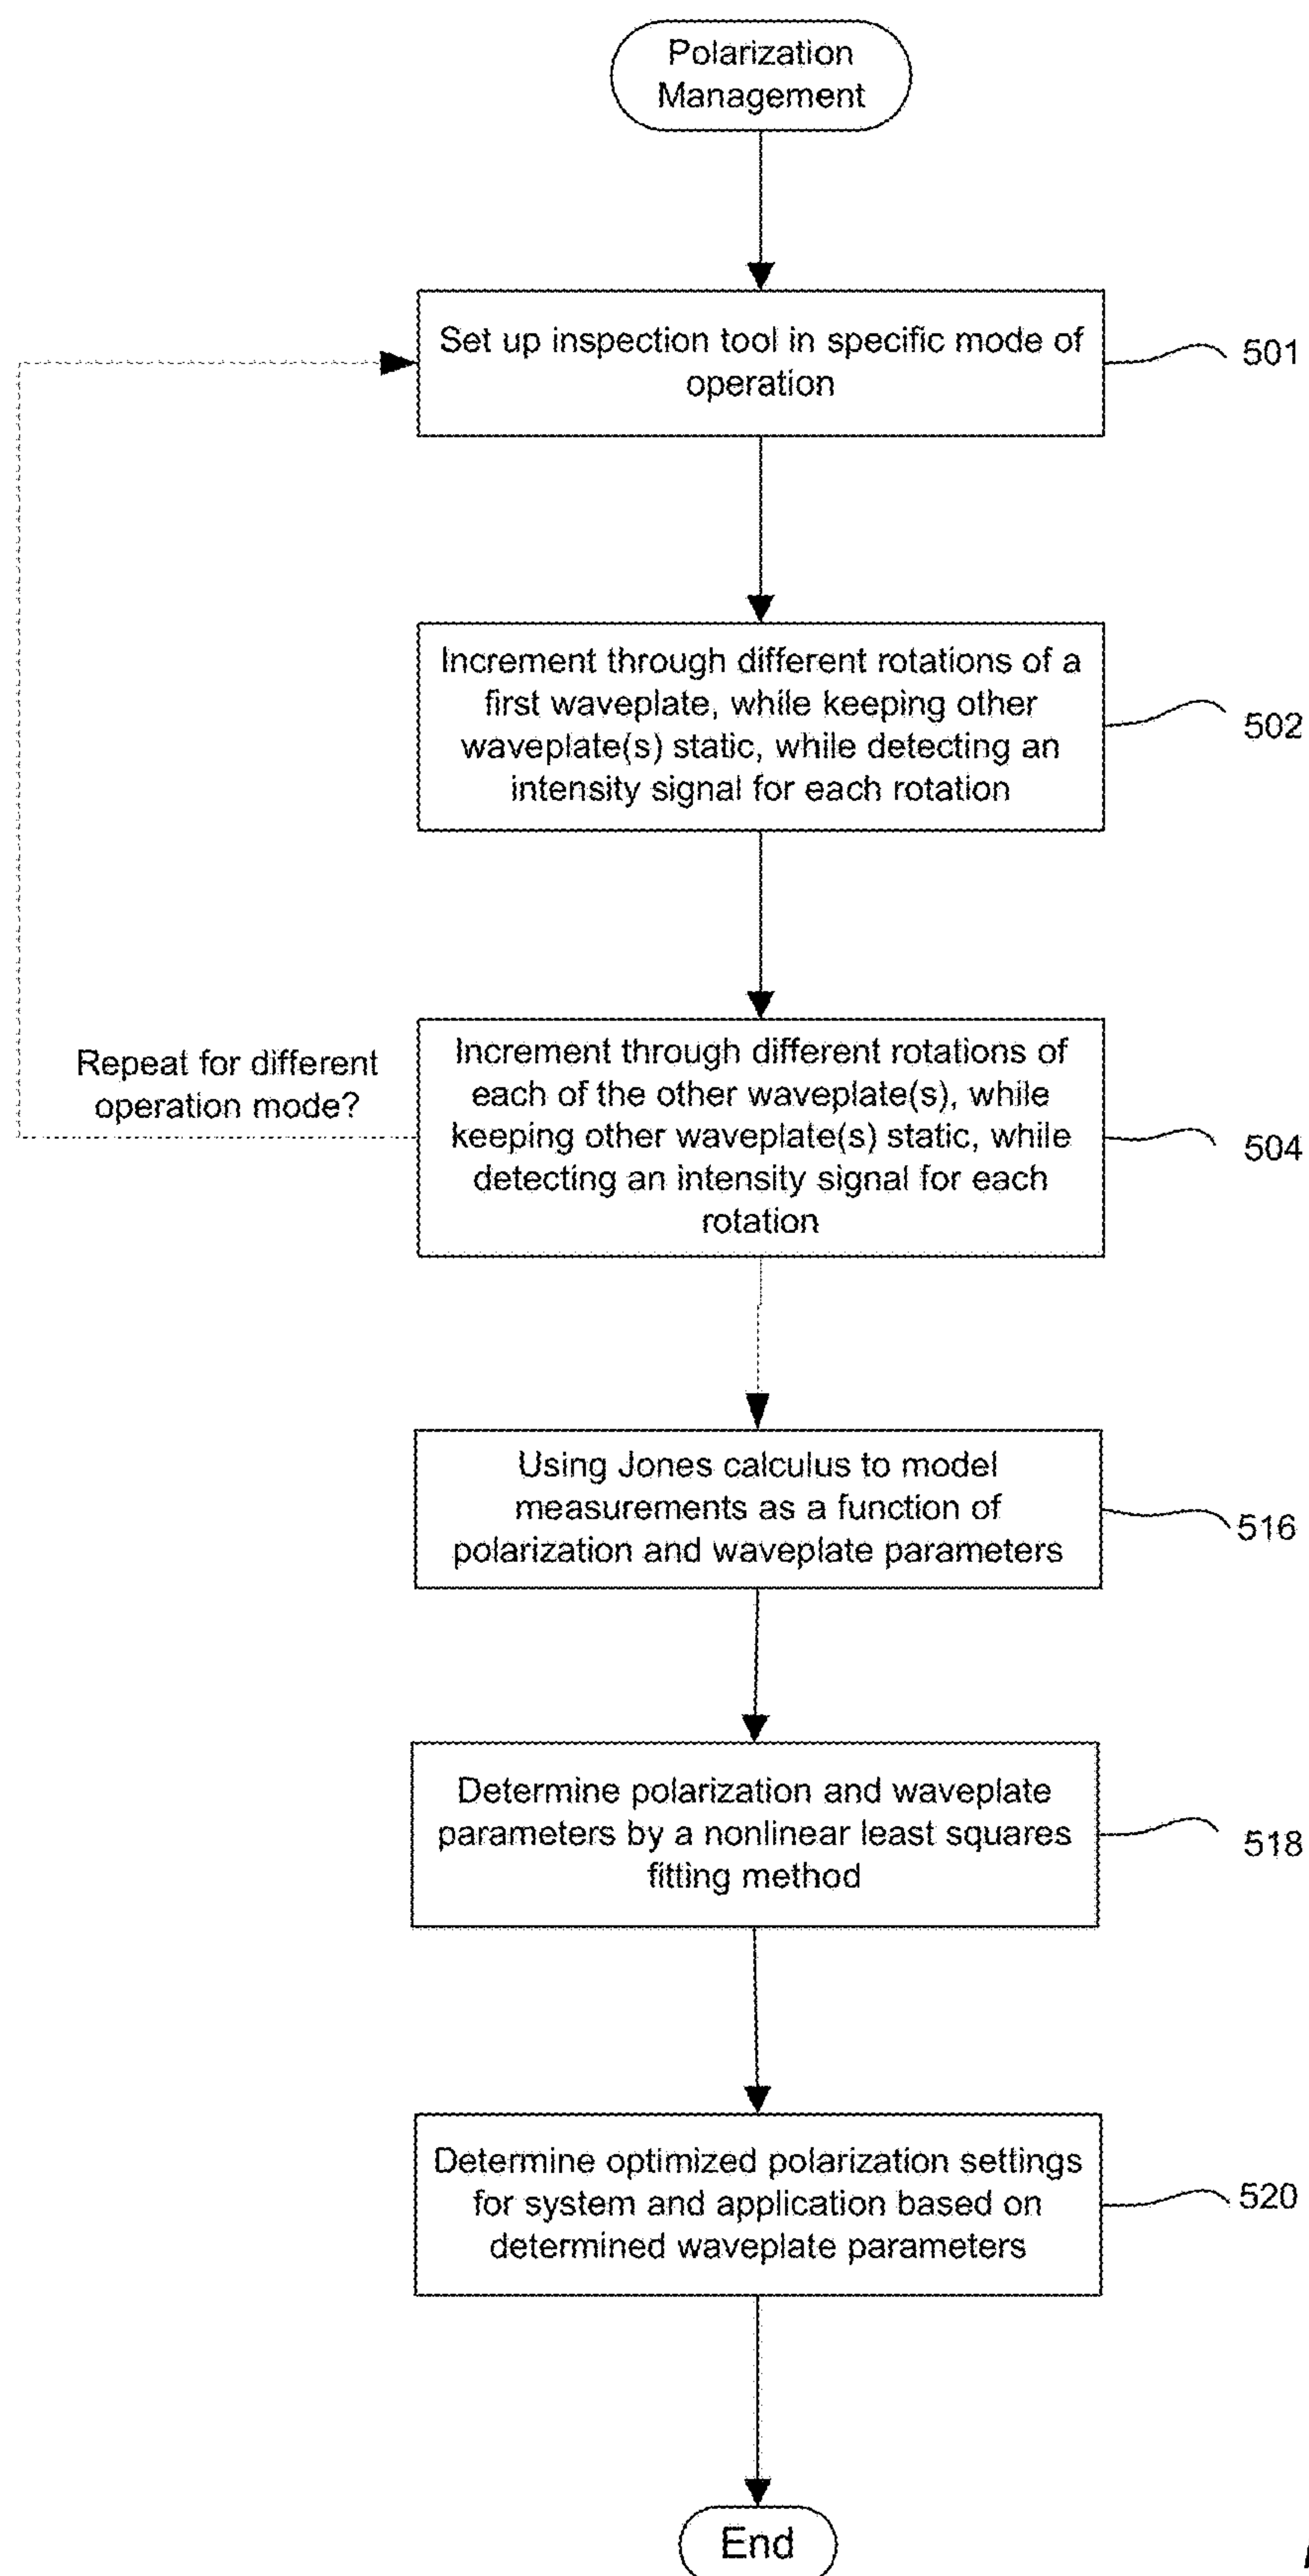 Polarization
Management
Set up inspection tool in specific mode of
operation
501
Increment through different rotations of a
first waveplate, while keeping other
waveplate(s) static, while detecting an
intensity signal for each rotation
502
Repeat for different
operation mode?
Increment through different rotations of
each of the other waveplate(s), while
keeping other waveplate(s) static, while
detecting an intensity signal for each
rotation
504
Using Jones calculus to model
measurements as a function of
polarization and waveplate parameters
516
Determine polarization and waveplate
parameters by a nonlinear least squares
fitting method
518
Determine optimized polarization settings
for system and application based on
determined waveplate parameters
520
End